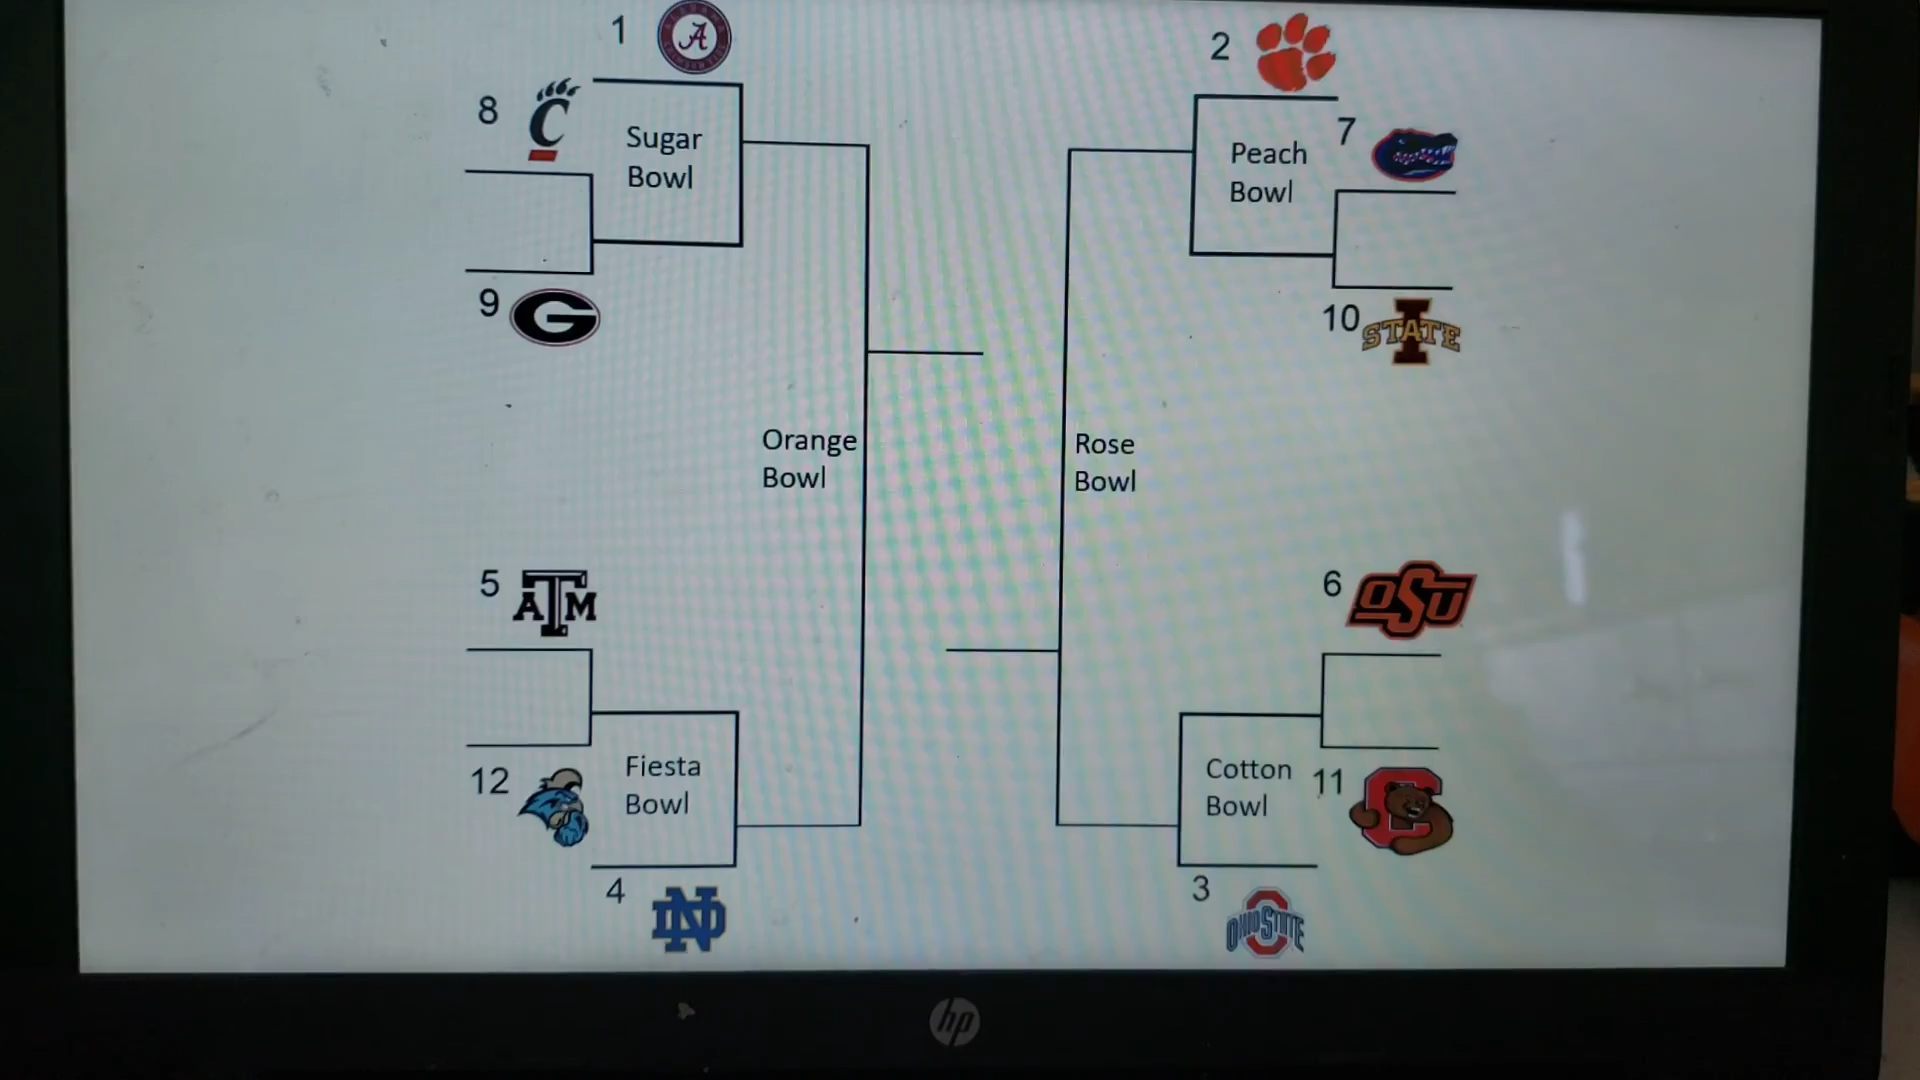 1
A
2
8
C
Sugar
Bowl
Peach
Bowl
7
9
G
10
I
STATE
Orange
Bowl
Rose
Bowl
5
ATM
6
OSU
12
Fiesta
Bowl
Cotton
Bowl
11
C
4
ND
3
OHIO STATE
hp